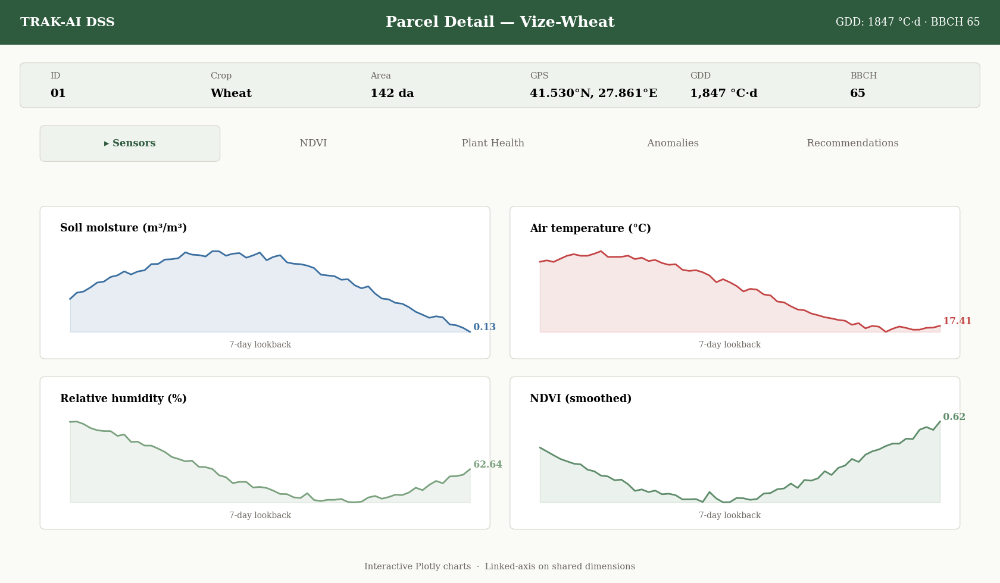 TRAK-AI DSS
Parcel Detail — Vize-Wheat
GDD: 1847 °C·d · BBCH 65
ID
Crop
Area
GPS
GDD
BBCH
01
Wheat
142 da
41.530°N, 27.861°E
1,847 °C·d
65
▸ Sensors
NDVI
Plant Health
Anomalies
Recommendations
Soil moisture (m³/m³)
0.13
7-day lookback
Air temperature (°C)
17.41
7-day lookback
Relative humidity (%)
62.64
7-day lookback
NDVI (smoothed)
0.62
7-day lookback
Interactive Plotly charts · Linked-axis on shared dimensions